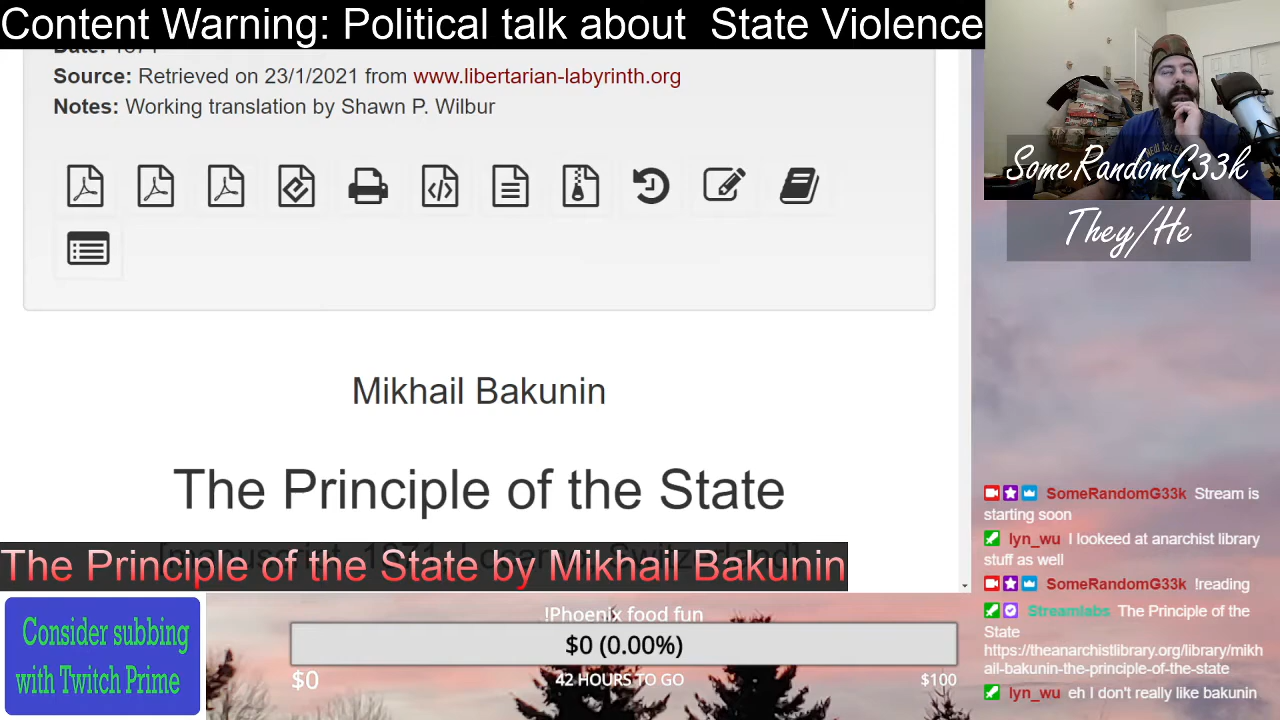 Content Warning: Political talk about State Violence
Source: Retrieved on 23/1/2021 from www.libertarian-labyrinth.org
Notes: Working translation by Shawn P. Wilbur
Mikhail Bakunin
The Principle of the State
The Principle of the State by Mikhail Bakunin
Consider subbing
with Twitch Prime
!Phoenix food fun
$0 (0.00%)
$0
42 HOURS TO GO
$100
SomeRandomG33k
They/He
SomeRandomG33k Stream is
starting soon
lyn_wu I lookeed at anarchist library
stuff as well
SomeRandomG33k !reading
Streamlabs The Principle of the
State
https://theanarchistlibrary.org/library/mikh
ail-bakunin-the-principle-of-the-state
lyn_wu eh I don't really like bakunin